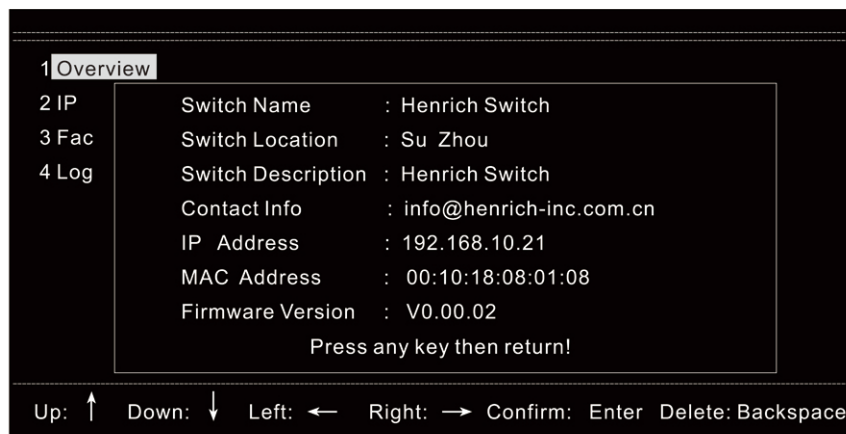 1 Overview
2 IP
Switch Name : Henrich Switch
3 Fac
Switch Location : Su Zhou
4 Log
Switch Description : Henrich Switch
Contact Info : info@henrich-inc.com.cn
IP Address : 192.168.10.21
MAC Address : 00:10:18:08:01:08
Firmware Version : V0.00.02
Press any key then return!
Up: ↑ Down: ↓ Left: ← Right: → Confirm: Enter Delete: Backspace